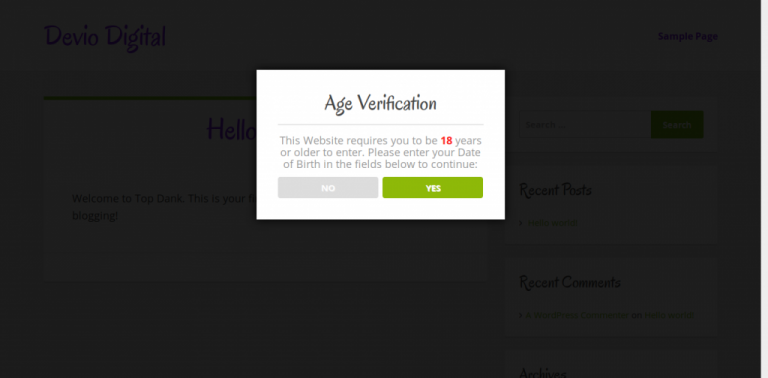 Devio Digital
Sample Page
Age Verification
This Website requires you to be 18 years
or older to enter. Please enter your Date
of Birth in the fields below to continue:
NO
YES
Hello
Welcome to Top Dank. This is your
blogging!
Search ...
Search
Recent Posts
Hello world!
Recent Comments
A WordPress Commenter on Hello world!
Archives